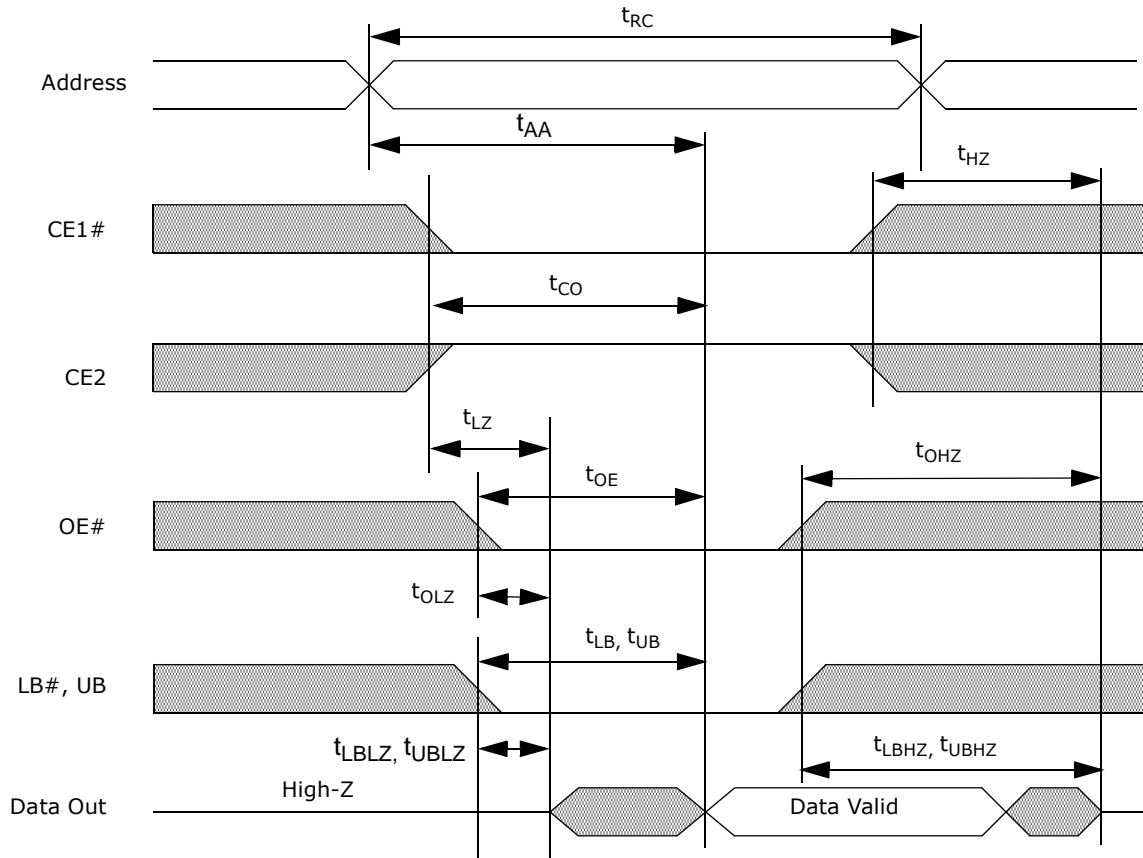 tRC
Address
tAA
tHZ
CE1#
tCO
CE2
tLZ
tOHZ
tOE
OE#
tOLZ
tLB, tUB
LB#, UB
tLBLZ, tUBLZ
tLBHZ, tUBHZ
High-Z
Data Out
Data Valid